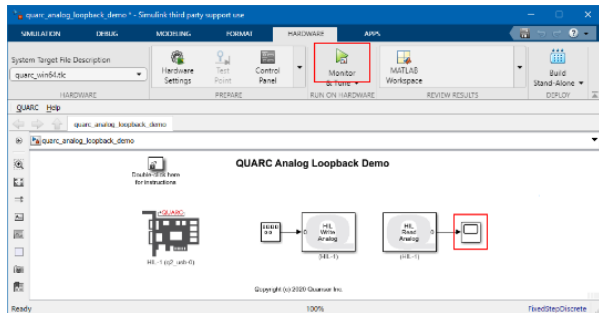 quarc_analog_loopback_demo * - Simulink third party support use
SIMULATION DEBUG MODELING FORMAT HARDWARE APPS
System Target File Description
quarc_win64.tlc
Hardware Settings
Test Point
Control Panel
Monitor & Tune
MATLAB Workspace
Build Stand-Alone
HARDWARE PREPARE RUN ON HARDWARE REVIEW RESULTS DEPLOY
QUARC Help
quarc_analog_loopback_demo
quarc_analog_loopback_demo
Double-click here
for instructions
QUARC Analog Loopback Demo
QUARC
HIL
Write
Analog
HIL
Read
Analog
HIL-1 (q2_usb-0)
(HIL-1)
(HIL-1)
Copyright (c) 2020 Quanser Inc.
Ready 100% FixedStepDiscrete